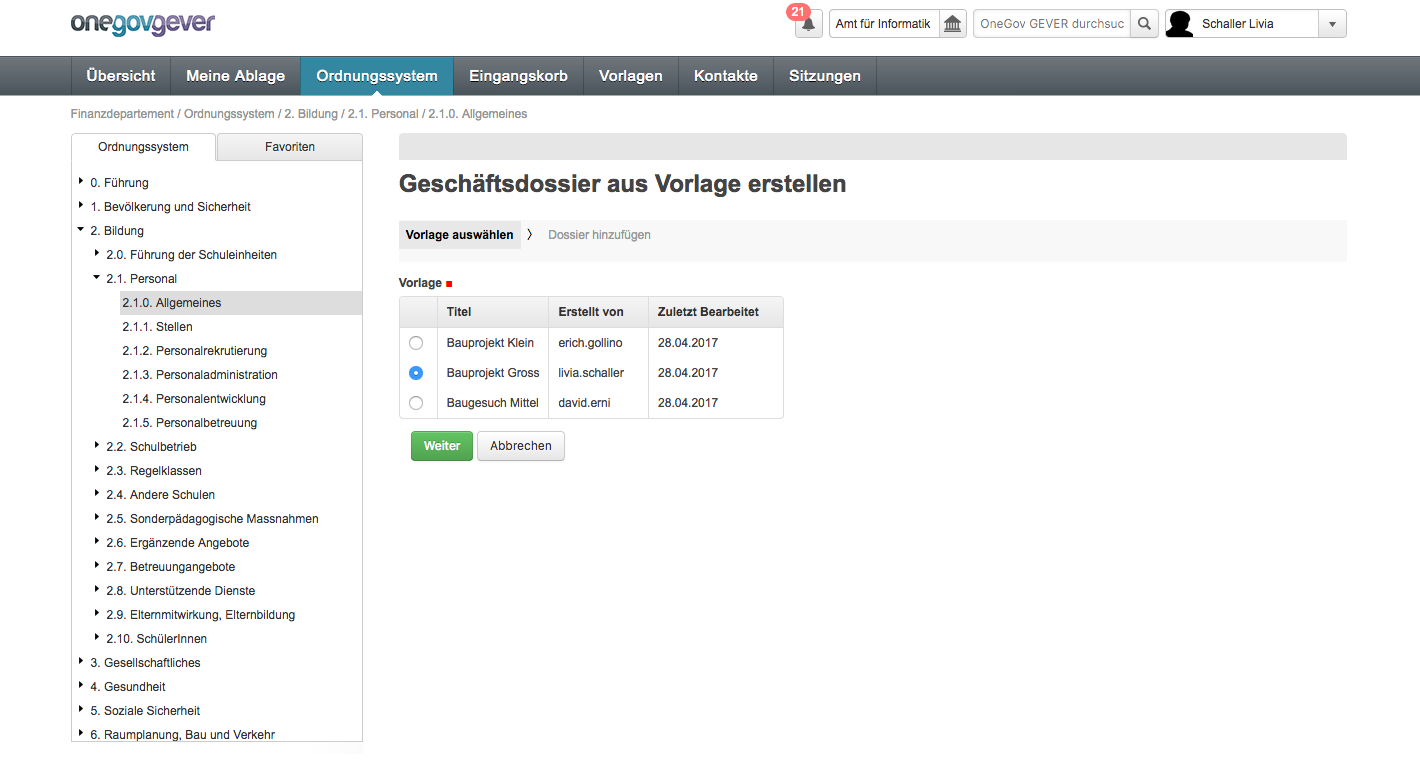 onegovgever
21
Amt für Informatik
OneGov GEVER durchsuc
Schaller Livia
Übersicht
Meine Ablage
Ordnungssystem
Eingangskorb
Vorlagen
Kontakte
Sitzungen
Finanzdepartement / Ordnungssystem / 2. Bildung / 2.1. Personal / 2.1.0. Allgemeines
Ordnungssystem
Favoriten
0. Führung
1. Bevölkerung und Sicherheit
2. Bildung
2.0. Führung der Schuleinheiten
2.1. Personal
2.1.0. Allgemeines
2.1.1. Stellen
2.1.2. Personalrekrutierung
2.1.3. Personaladministration
2.1.4. Personalentwicklung
2.1.5. Personalbetreuung
2.2. Schulbetrieb
2.3. Regelklassen
2.4. Andere Schulen
2.5. Sonderpädagogische Massnahmen
2.6. Ergänzende Angebote
2.7. Betreuungangebote
2.8. Unterstützende Dienste
2.9. Elternmitwirkung, Elternbildung
2.10. SchülerInnen
3. Gesellschaftliches
4. Gesundheit
5. Soziale Sicherheit
6. Raumplanung, Bau und Verkehr
Geschäftsdossier aus Vorlage erstellen
Vorlage auswählen
Dossier hinzufügen
Vorlage
Titel Erstellt von Zuletzt Bearbeitet
Bauprojekt Klein erich.gollino 28.04.2017
Bauprojekt Gross livia.schaller 28.04.2017
Baugesuch Mittel david.erni 28.04.2017
Weiter
Abbrechen